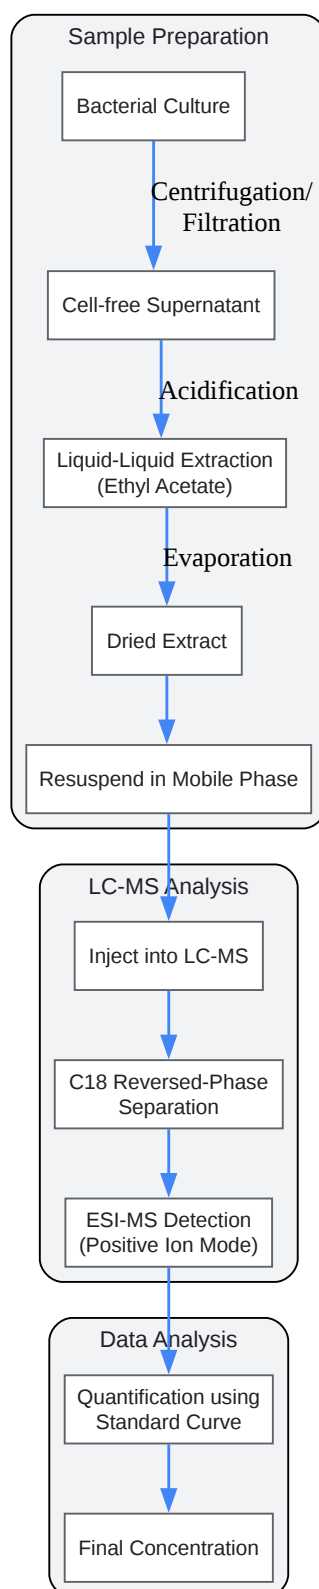 Sample Preparation
Bacterial Culture
Centrifugation/
Filtration
Cell-free Supernatant
Acidification
Liquid-Liquid Extraction
(Ethyl Acetate)
Evaporation
Dried Extract
Resuspend in Mobile Phase
LC-MS Analysis
Inject into LC-MS
C18 Reversed-Phase
Separation
ESI-MS Detection
(Positive Ion Mode)
Data Analysis
Quantification using
Standard Curve
Final Concentration